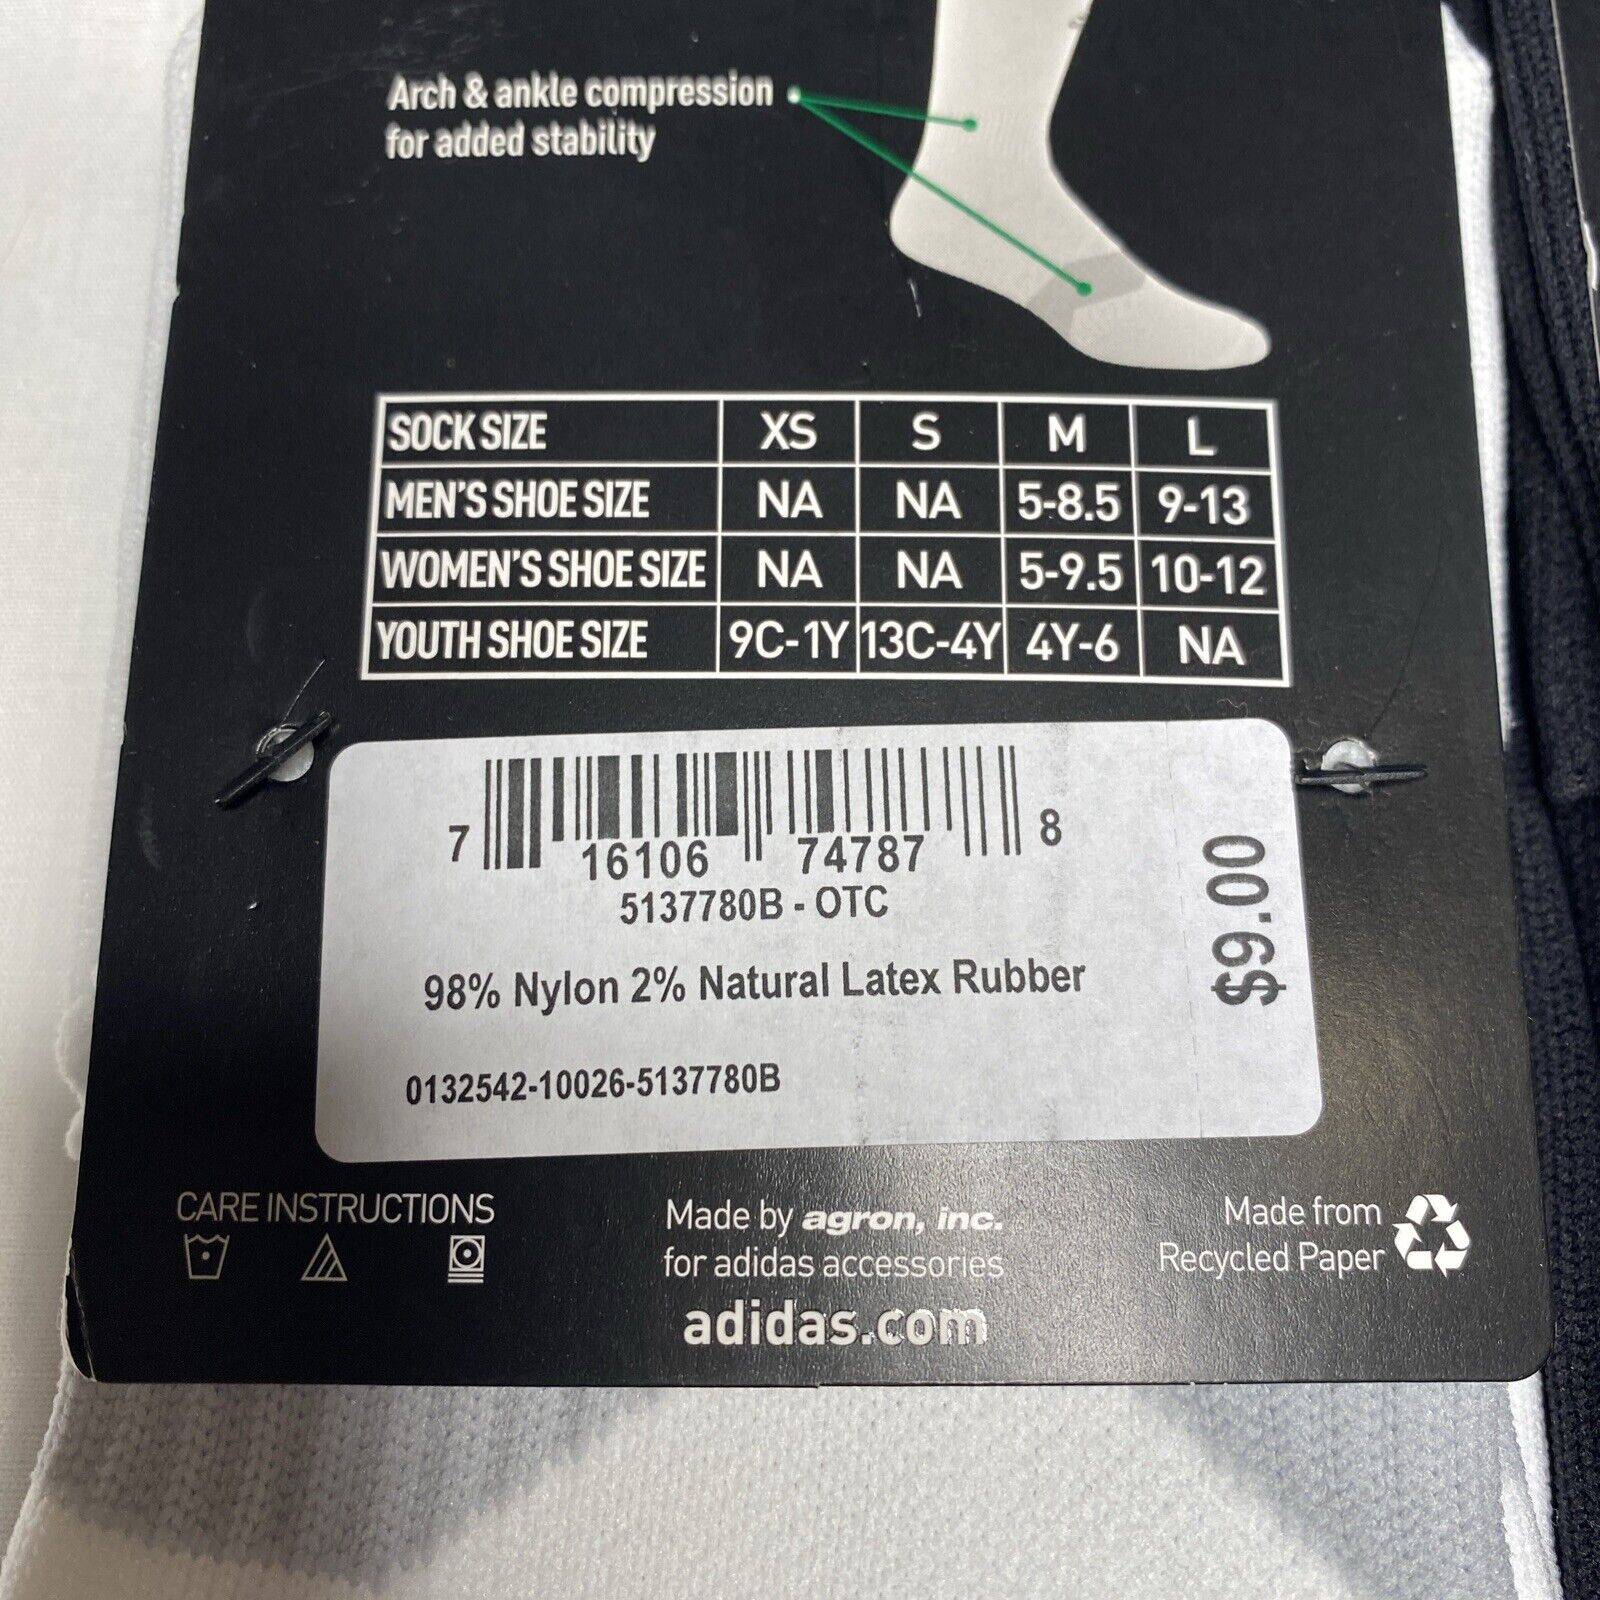 Arch & ankle compression
for added stability
SOCK SIZE XS S M L
MEN'S SHOE SIZE NA NA 5-8.5 9-13
WOMEN'S SHOE SIZE NA NA 5-9.5 10-12
YOUTH SHOE SIZE 9C-1Y 13C-4Y 4Y-6 NA
7 16106 74787 8
5137780B - OTC
98% Nylon 2% Natural Latex Rubber
0132542-10026-5137780B
$9.00
CARE INSTRUCTIONS
Made by agron, inc.
for adidas accessories
adidas.com
Made from
Recycled Paper